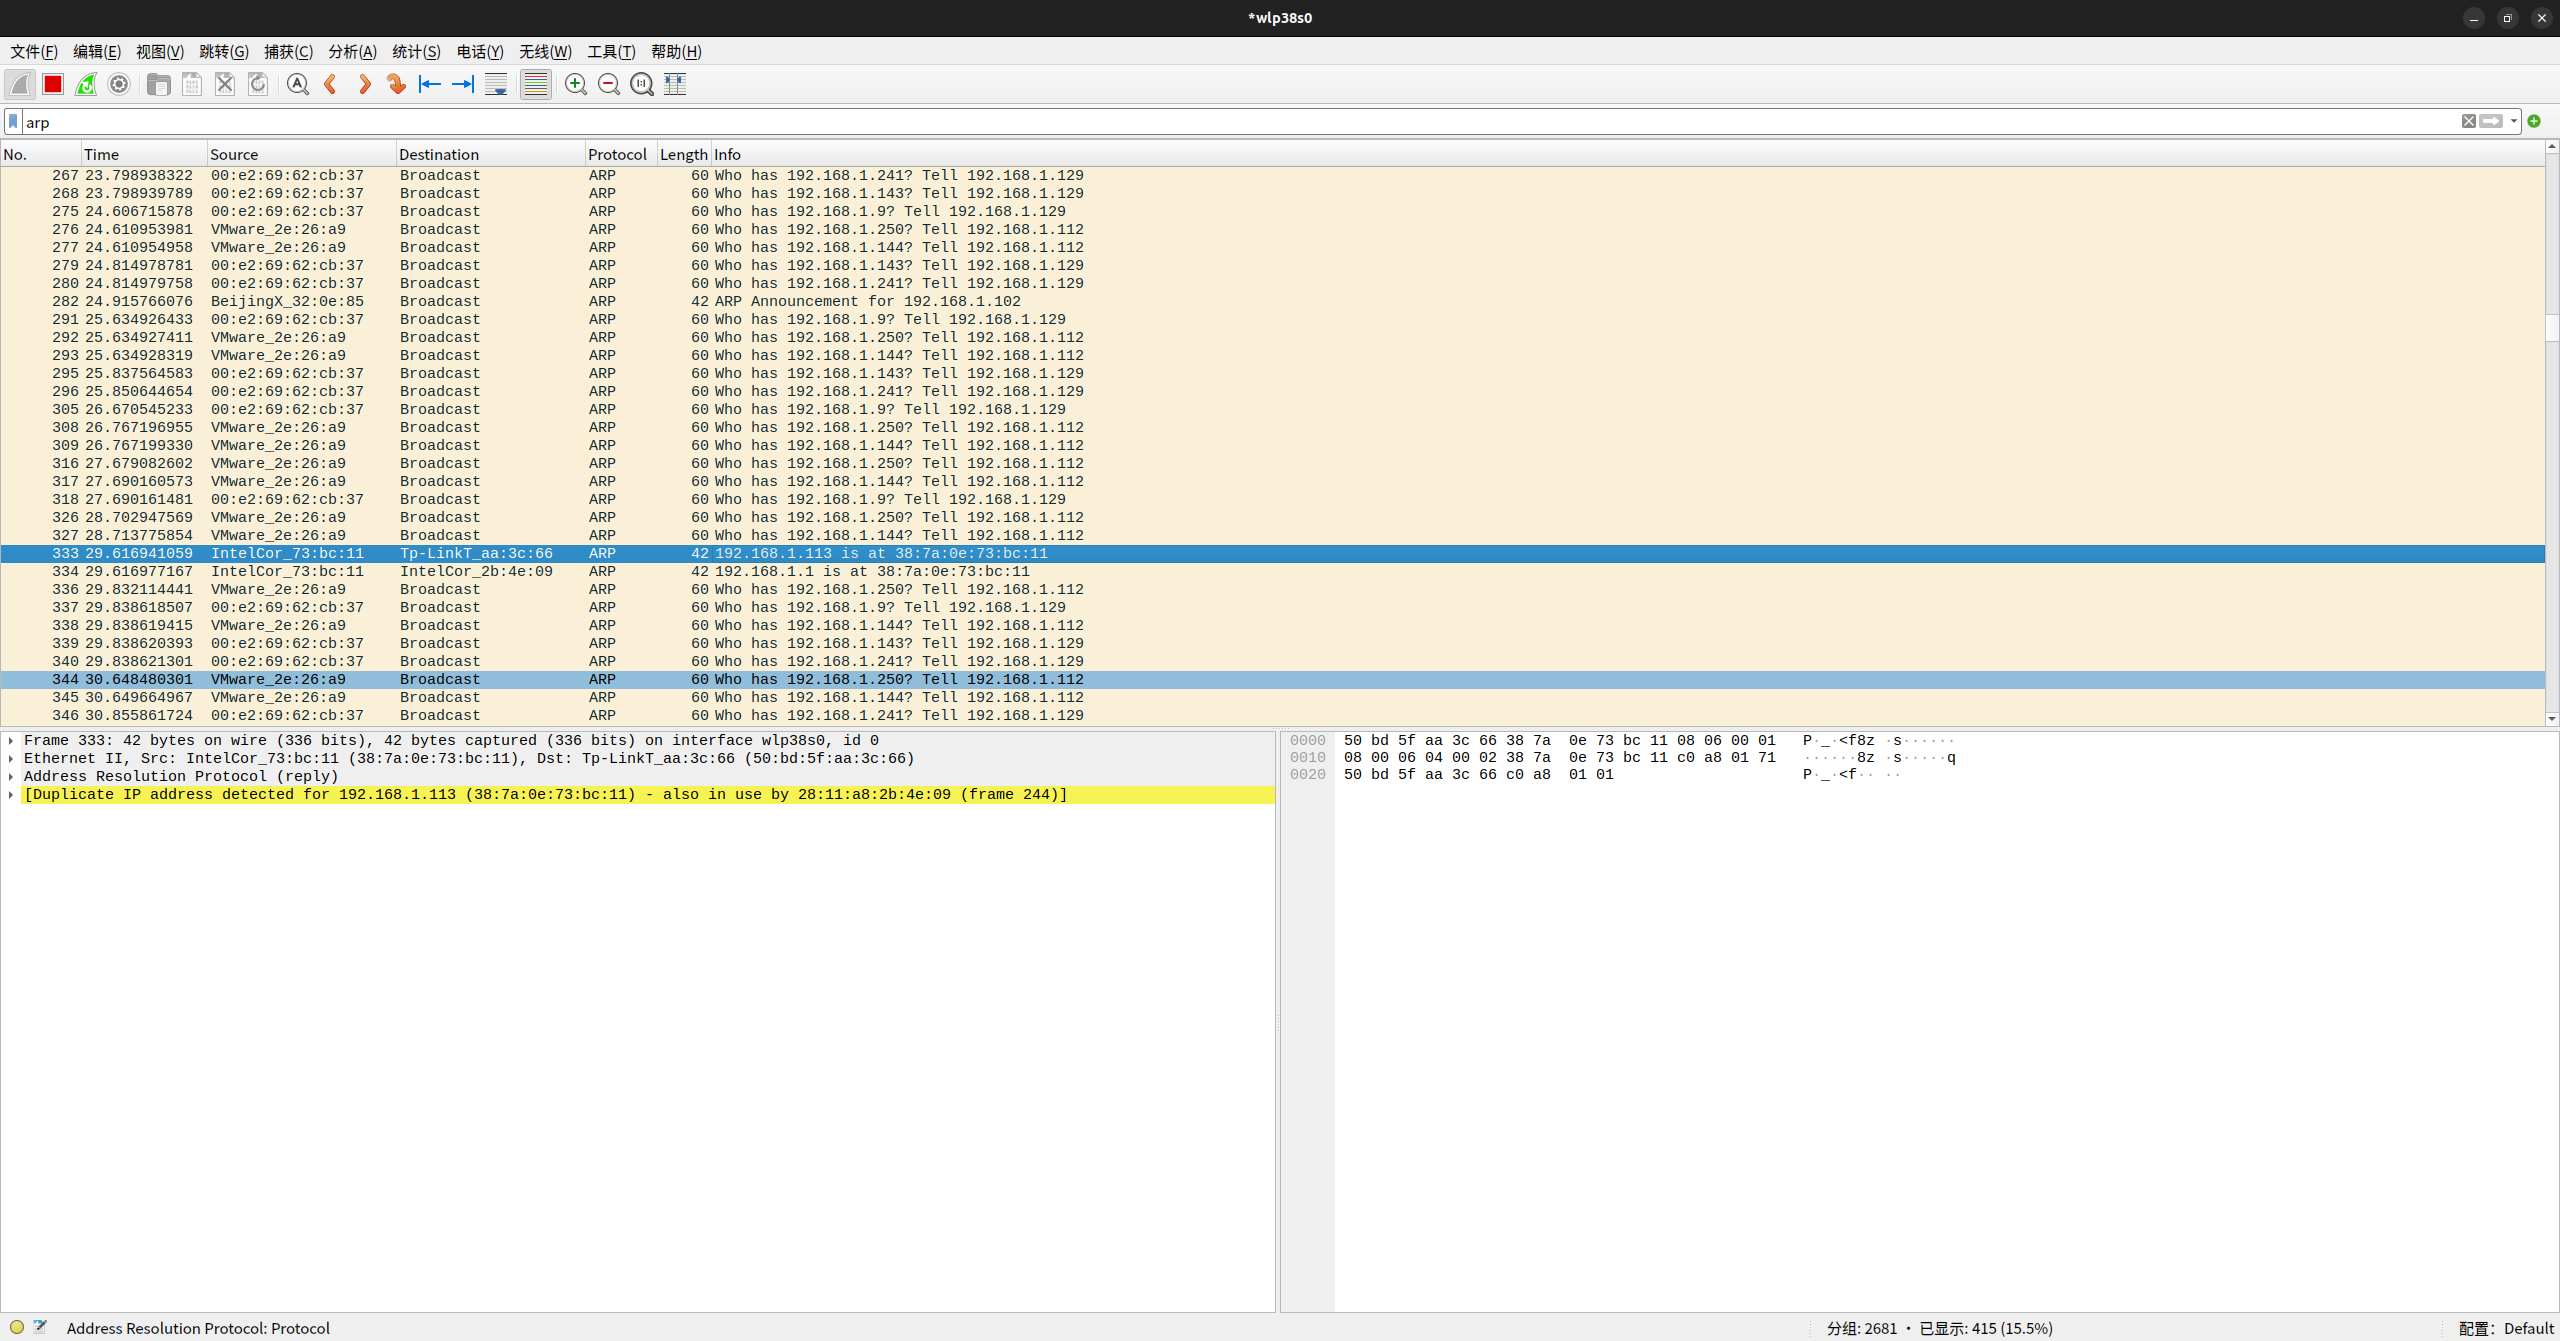 *wlp38s0
文件(F) 编辑(E) 视图(V) 跳转(G) 捕获(C) 分析(A) 统计(S) 电话(Y) 无线(W) 工具(T) 帮助(H)
arp
No. Time Source Destination Protocol Length Info
267 23.798938322 00:e2:69:62:cb:37 Broadcast ARP 60 Who has 192.168.1.241? Tell 192.168.1.129
268 23.798939789 00:e2:69:62:cb:37 Broadcast ARP 60 Who has 192.168.1.143? Tell 192.168.1.129
275 24.606715878 00:e2:69:62:cb:37 Broadcast ARP 60 Who has 192.168.1.9? Tell 192.168.1.129
276 24.610953981 VMware_2e:26:a9 Broadcast ARP 60 Who has 192.168.1.250? Tell 192.168.1.112
277 24.610954958 VMware_2e:26:a9 Broadcast ARP 60 Who has 192.168.1.144? Tell 192.168.1.112
279 24.814978781 00:e2:69:62:cb:37 Broadcast ARP 60 Who has 192.168.1.143? Tell 192.168.1.129
280 24.814979758 00:e2:69:62:cb:37 Broadcast ARP 60 Who has 192.168.1.241? Tell 192.168.1.129
282 24.915766076 BeijingX_32:0e:85 Broadcast ARP 42 ARP Announcement for 192.168.1.102
291 25.634926433 00:e2:69:62:cb:37 Broadcast ARP 60 Who has 192.168.1.9? Tell 192.168.1.129
292 25.634927411 VMware_2e:26:a9 Broadcast ARP 60 Who has 192.168.1.250? Tell 192.168.1.112
293 25.634928319 VMware_2e:26:a9 Broadcast ARP 60 Who has 192.168.1.144? Tell 192.168.1.112
295 25.837564583 00:e2:69:62:cb:37 Broadcast ARP 60 Who has 192.168.1.143? Tell 192.168.1.129
296 25.850644654 00:e2:69:62:cb:37 Broadcast ARP 60 Who has 192.168.1.241? Tell 192.168.1.129
305 26.670545233 00:e2:69:62:cb:37 Broadcast ARP 60 Who has 192.168.1.9? Tell 192.168.1.129
308 26.767196955 VMware_2e:26:a9 Broadcast ARP 60 Who has 192.168.1.250? Tell 192.168.1.112
309 26.767199330 VMware_2e:26:a9 Broadcast ARP 60 Who has 192.168.1.144? Tell 192.168.1.112
316 27.679082602 VMware_2e:26:a9 Broadcast ARP 60 Who has 192.168.1.250? Tell 192.168.1.112
317 27.690160573 VMware_2e:26:a9 Broadcast ARP 60 Who has 192.168.1.144? Tell 192.168.1.112
318 27.690161481 00:e2:69:62:cb:37 Broadcast ARP 60 Who has 192.168.1.9? Tell 192.168.1.129
326 28.702947569 VMware_2e:26:a9 Broadcast ARP 60 Who has 192.168.1.250? Tell 192.168.1.112
327 28.713775854 VMware_2e:26:a9 Broadcast ARP 60 Who has 192.168.1.144? Tell 192.168.1.112
333 29.616941059 IntelCor_73:bc:11 Tp-LinkT_aa:3c:66 ARP 42 192.168.1.113 is at 38:7a:0e:73:bc:11
334 29.616977167 IntelCor_73:bc:11 IntelCor_2b:4e:09 ARP 42 192.168.1.1 is at 38:7a:0e:73:bc:11
336 29.832114441 VMware_2e:26:a9 Broadcast ARP 60 Who has 192.168.1.250? Tell 192.168.1.112
337 29.838618507 00:e2:69:62:cb:37 Broadcast ARP 60 Who has 192.168.1.9? Tell 192.168.1.129
338 29.838619415 VMware_2e:26:a9 Broadcast ARP 60 Who has 192.168.1.144? Tell 192.168.1.112
339 29.838620393 00:e2:69:62:cb:37 Broadcast ARP 60 Who has 192.168.1.143? Tell 192.168.1.129
340 29.838621301 00:e2:69:62:cb:37 Broadcast ARP 60 Who has 192.168.1.241? Tell 192.168.1.129
344 30.648480301 VMware_2e:26:a9 Broadcast ARP 60 Who has 192.168.1.250? Tell 192.168.1.112
345 30.649664967 VMware_2e:26:a9 Broadcast ARP 60 Who has 192.168.1.144? Tell 192.168.1.112
346 30.855861724 00:e2:69:62:cb:37 Broadcast ARP 60 Who has 192.168.1.241? Tell 192.168.1.129
Frame 333: 42 bytes on wire (336 bits), 42 bytes captured (336 bits) on interface wlp38s0, id 0
Ethernet II, Src: IntelCor_73:bc:11 (38:7a:0e:73:bc:11), Dst: Tp-LinkT_aa:3c:66 (50:bd:5f:aa:3c:66)
Address Resolution Protocol (reply)
[Duplicate IP address detected for 192.168.1.113 (38:7a:0e:73:bc:11) - also in use by 28:11:a8:2b:4e:09 (frame 244)]
0000 50 bd 5f aa 3c 66 38 7a 0e 73 bc 11 08 06 00 01 P·_·<f8z ·s······
0010 08 00 06 04 00 02 38 7a 0e 73 bc 11 c0 a8 01 71 ······8z ·s·····q
0020 50 bd 5f aa 3c 66 c0 a8 01 01 P·_·<f·· ··
Address Resolution Protocol: Protocol
分组: 2681 · 已显示: 415 (15.5%)
配置: Default